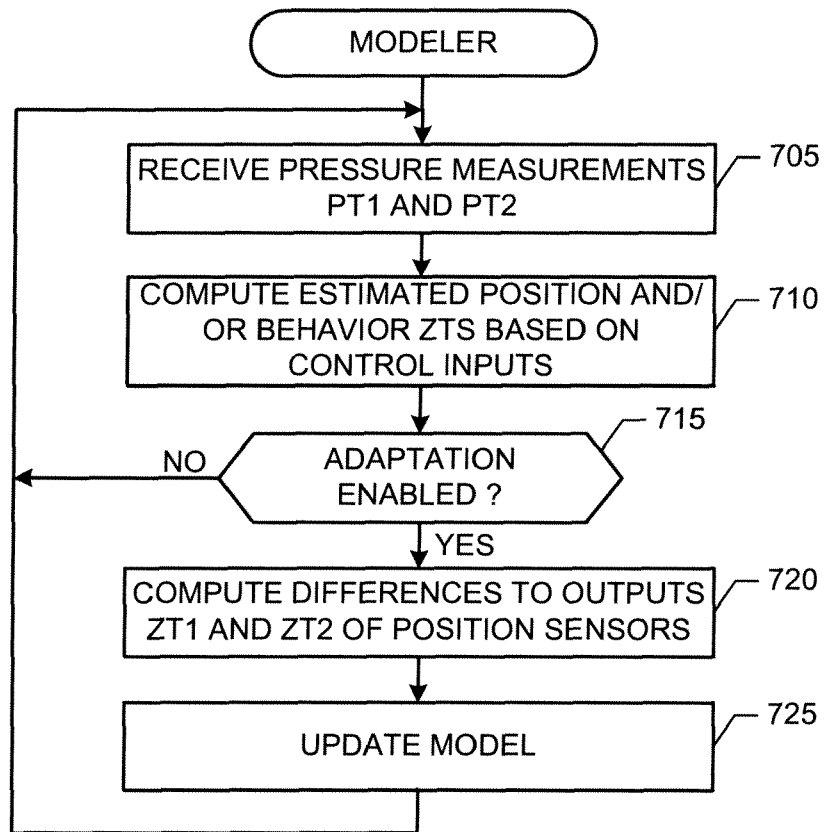 MODELER
RECEIVE PRESSURE MEASUREMENTS
PT1 AND PT2
705
COMPUTE ESTIMATED POSITION AND/
OR BEHAVIOR ZTS BASED ON
CONTROL INPUTS
710
ADAPTATION
ENABLED ?
715
NO
YES
COMPUTE DIFFERENCES TO OUTPUTS
ZT1 AND ZT2 OF POSITION SENSORS
720
UPDATE MODEL
725